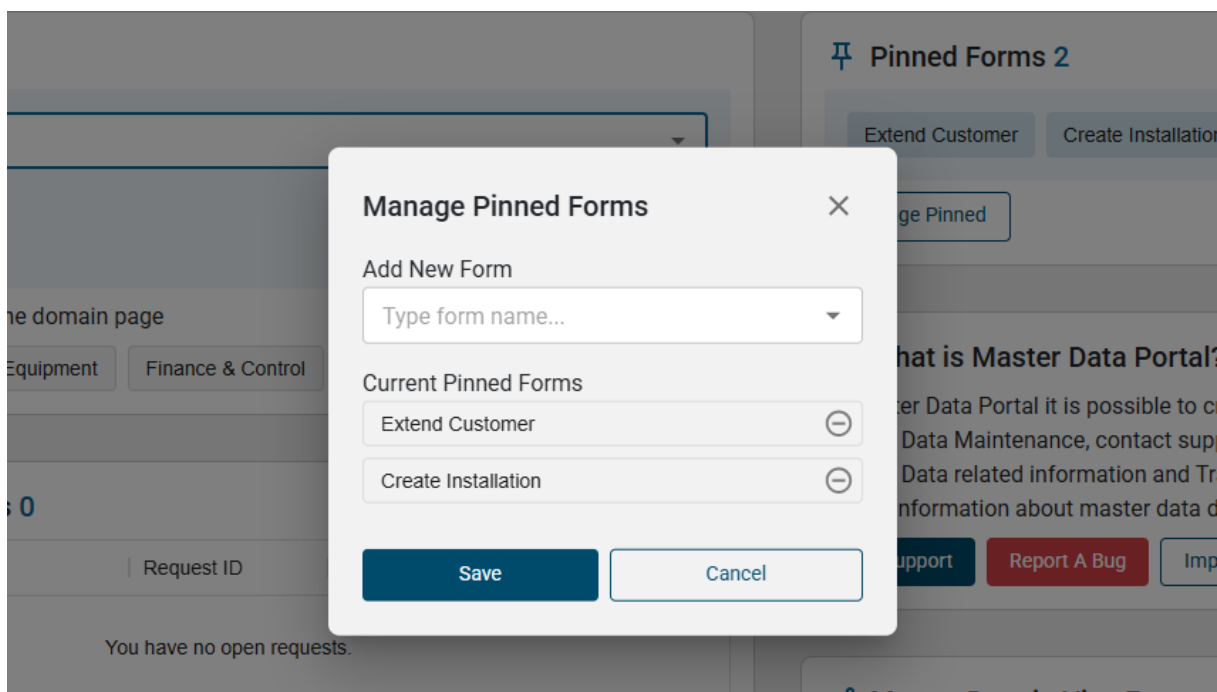 Pinned Forms 2
Extend Customer
Create Installation
Manage Pinned Forms
ge Pinned
Add New Form
Type form name...
he domain page
Equipment
Finance & Control
Current Pinned Forms
Extend Customer
Create Installation
hat is Master Data Portal?
ter Data Portal it is possible to c
Data Maintenance, contact sup
Data related information and Tr
nformation about master data d
s 0
Request ID
Save
Cancel
upport
Report A Bug
Imp
You have no open requests.